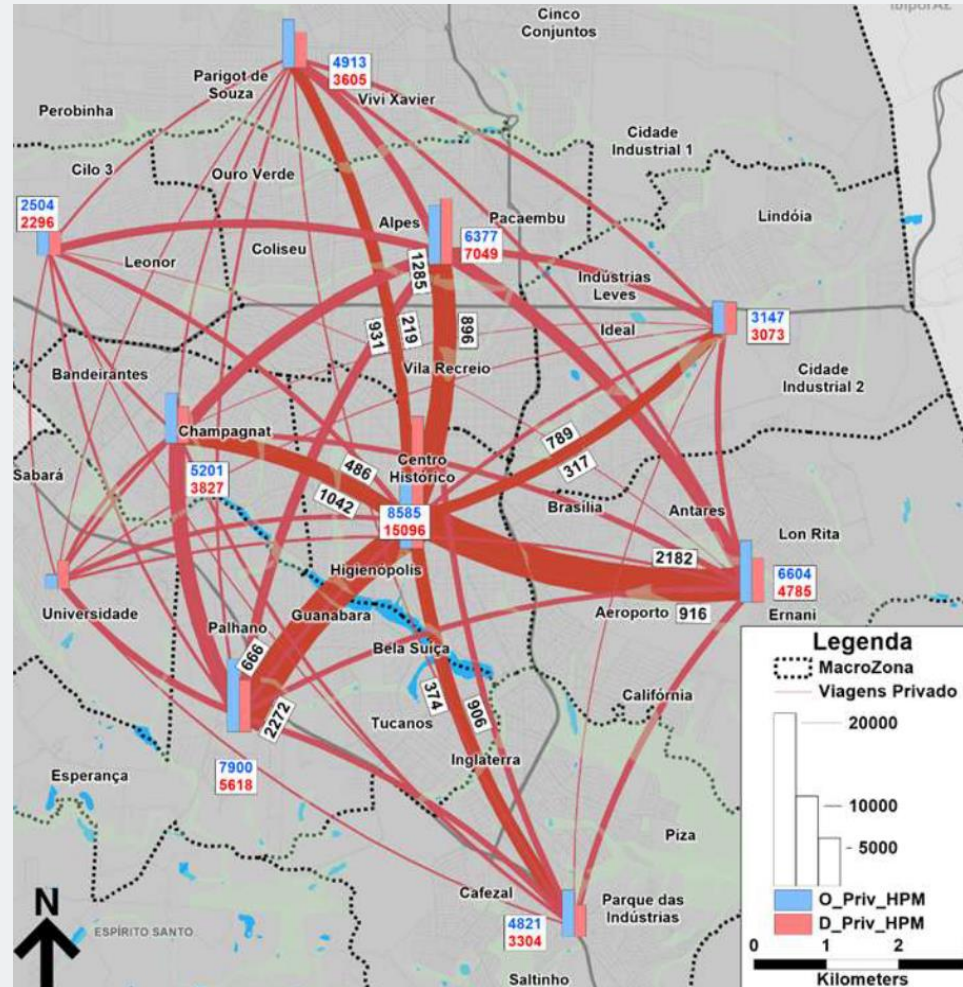 IbiporÃ
Cinco
Conjuntos
4913
3605
Parigot de
Souza
Vivi Xavier
Perobinha
Cidade
Industrial 1
Cilo 3
Ouro Verde
2504
2296
Lindóia
Alpes
Pacaembu
6377
7049
Coliseu
Leonor
1285
Indústrias
Leves
931
219
896
3147
3073
Ideal
Bandeirantes
Vila Recreio
Cidade
Industrial 2
Champagnat
789
317
Sabará
5201
3827
486
1042
Centro
Histórico
8585
15096
Brasília
Antares
Lon Rita
2182
6604
4785
Higienópolis
Universidade
Guanabara
Aeroporto
916
Ernani
Palhano
666
Bela Suiça
2272
374
906
Califórnia
Tucanos
Inglaterra
7900
5618
Esperança
Piza
Cafezal
4821
3304
Parque das
Indústrias
Saltinho
N
ESPÍRITO SANTO
Legenda
MacroZona
Viagens Privado
20000
10000
5000
O_Priv_HPM
D_Priv_HPM
0 1 2
Kilometers